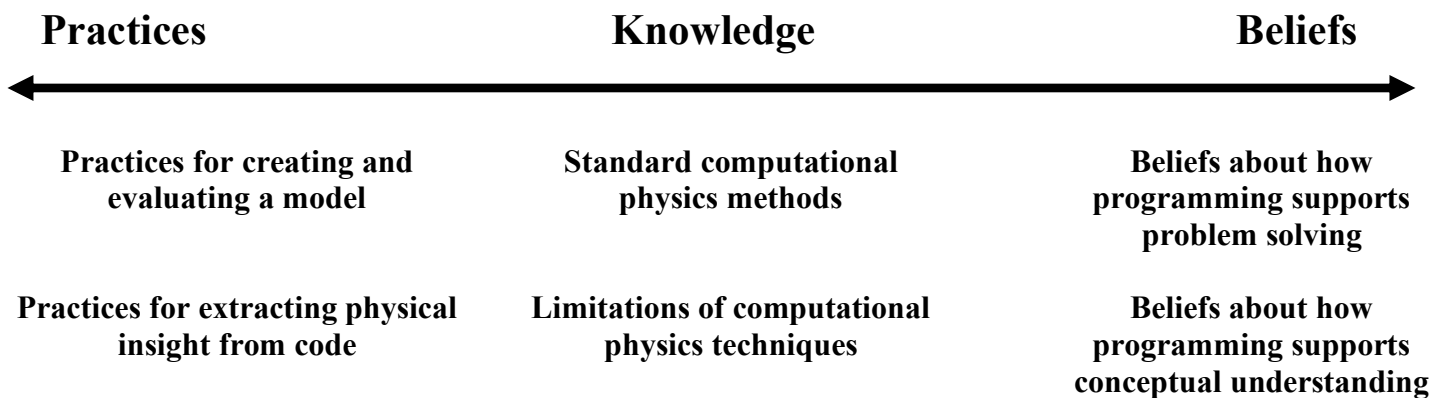 Practices
Knowledge
Beliefs
Practices for creating and
evaluating a model
Standard computational
physics methods
Beliefs about how
programming supports
problem solving
Practices for extracting physical
insight from code
Limitations of computational
physics techniques
Beliefs about how
programming supports
conceptual understanding